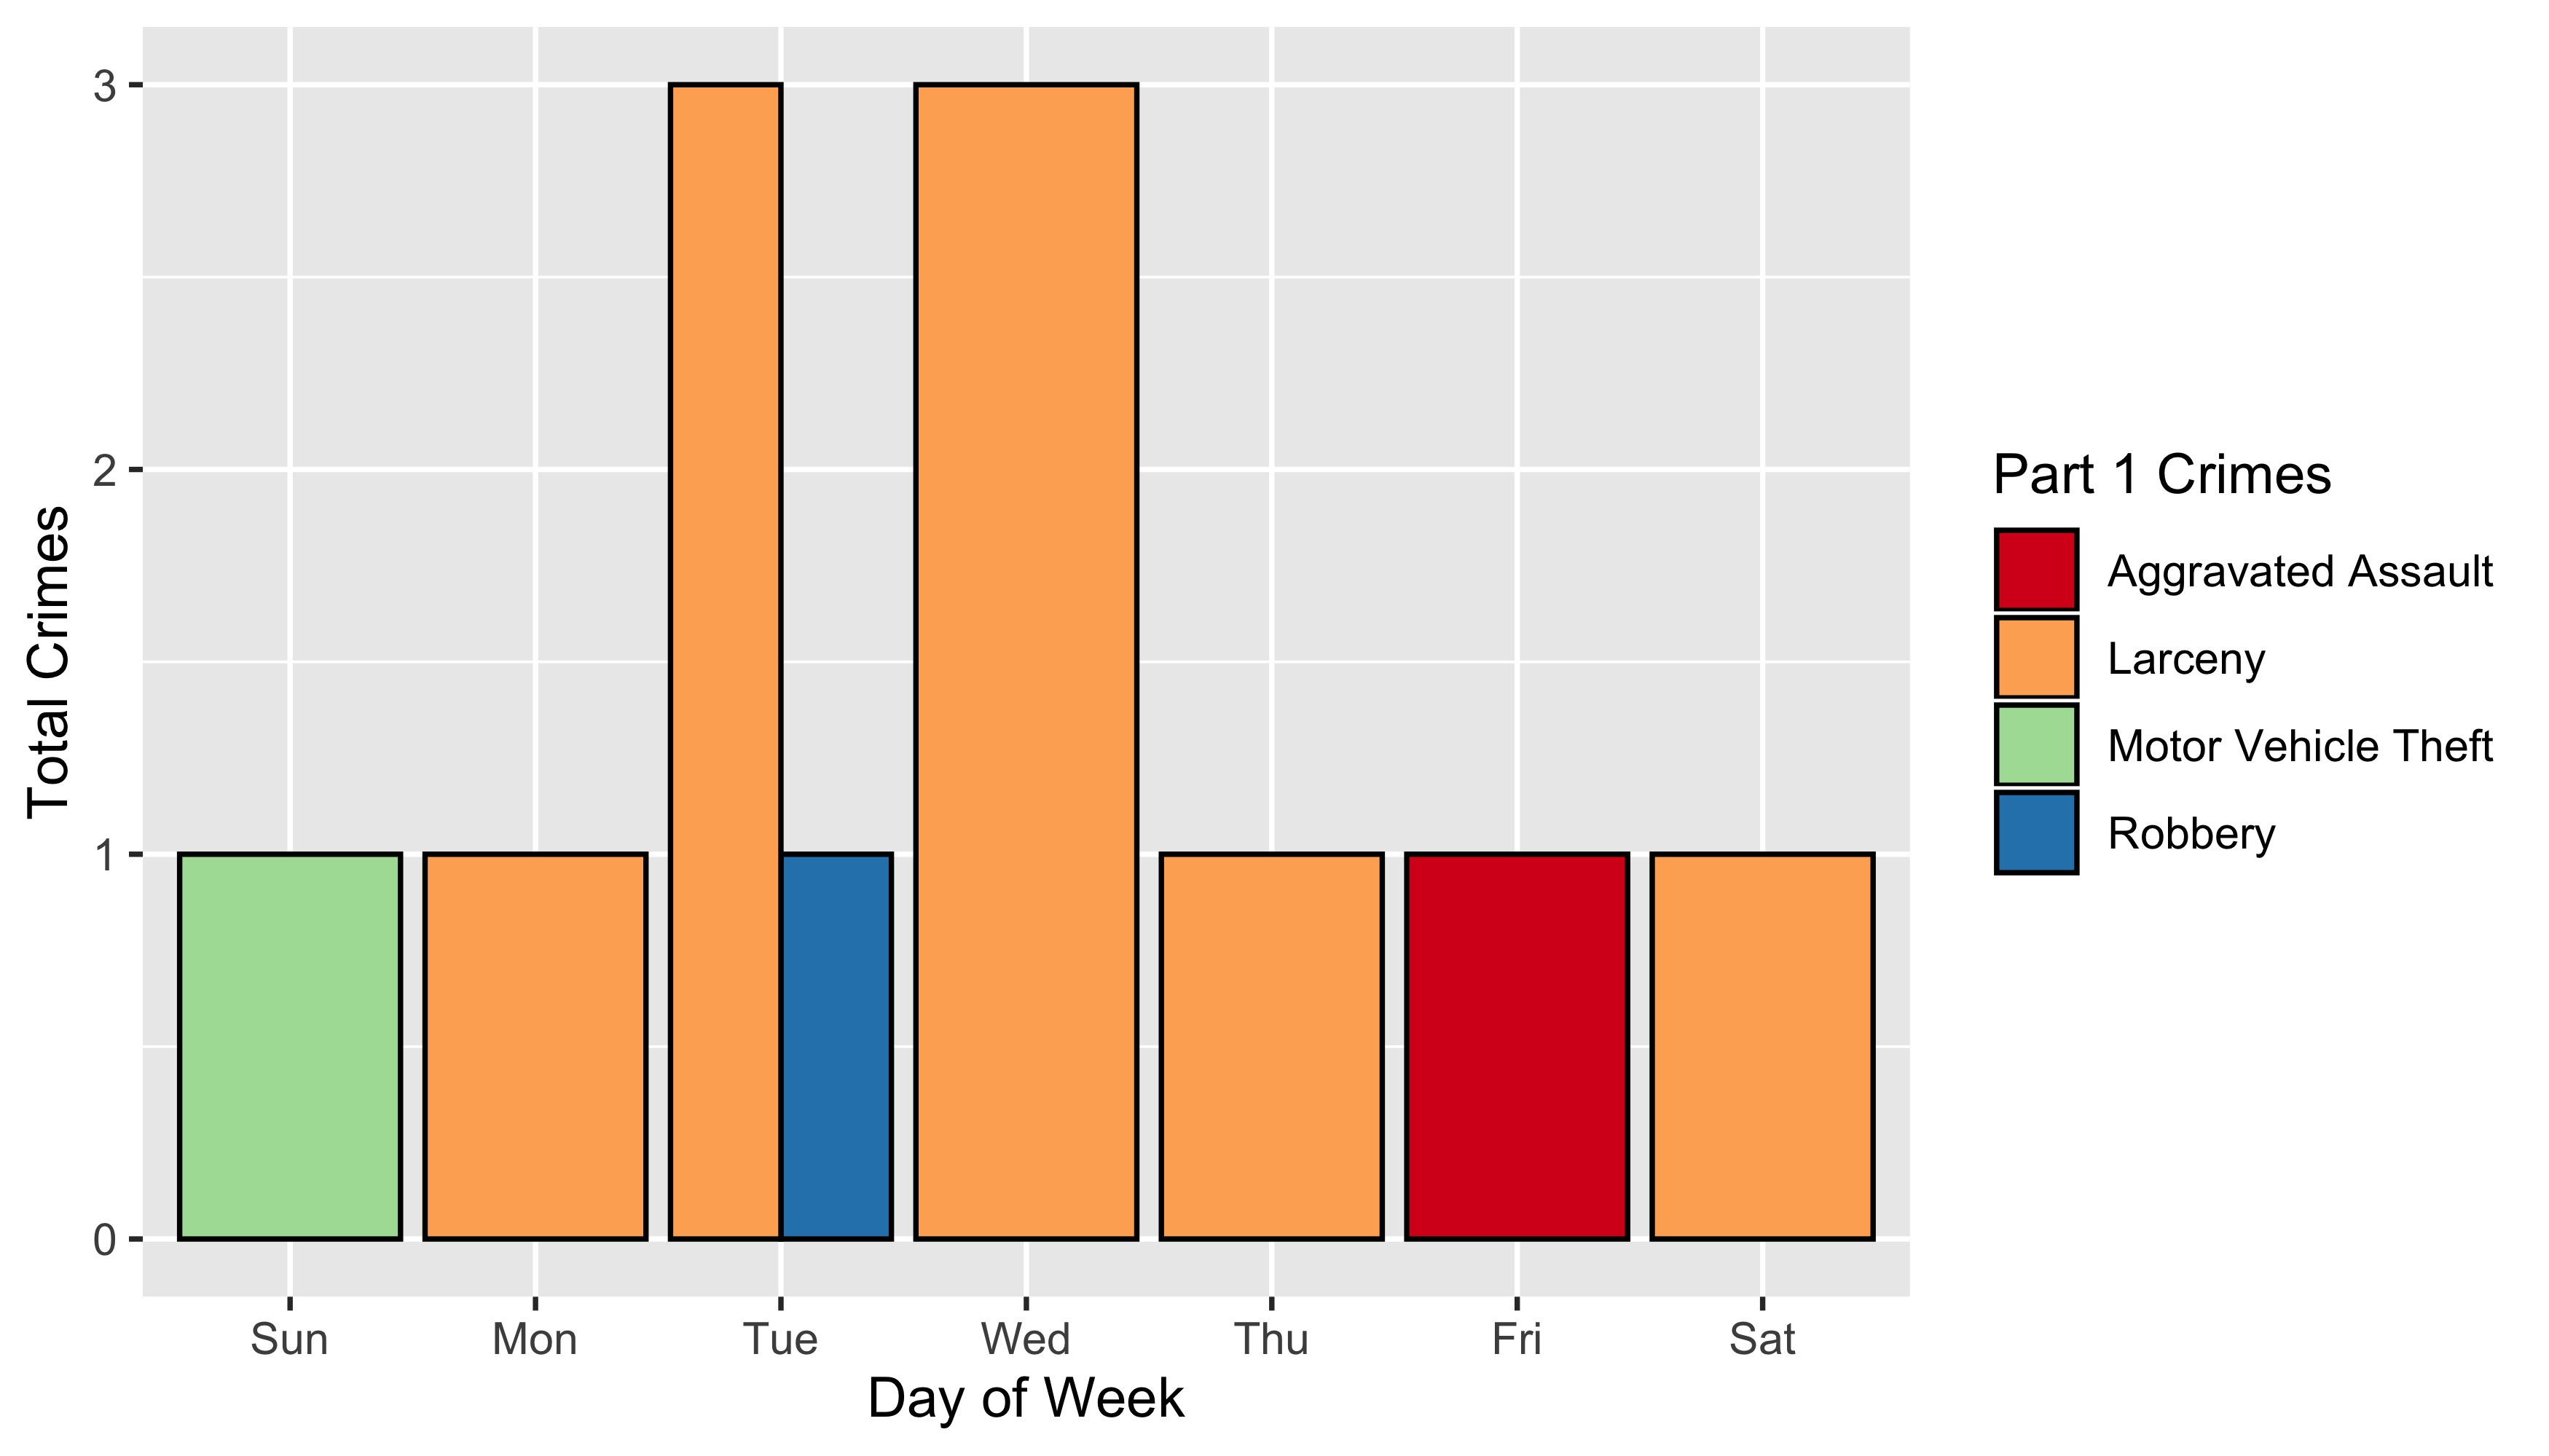 Total Crimes
3
2
1
0
Sun Mon Tue Wed Thu Fri Sat
Day of Week
Part 1 Crimes
Aggravated Assault
Larceny
Motor Vehicle Theft
Robbery